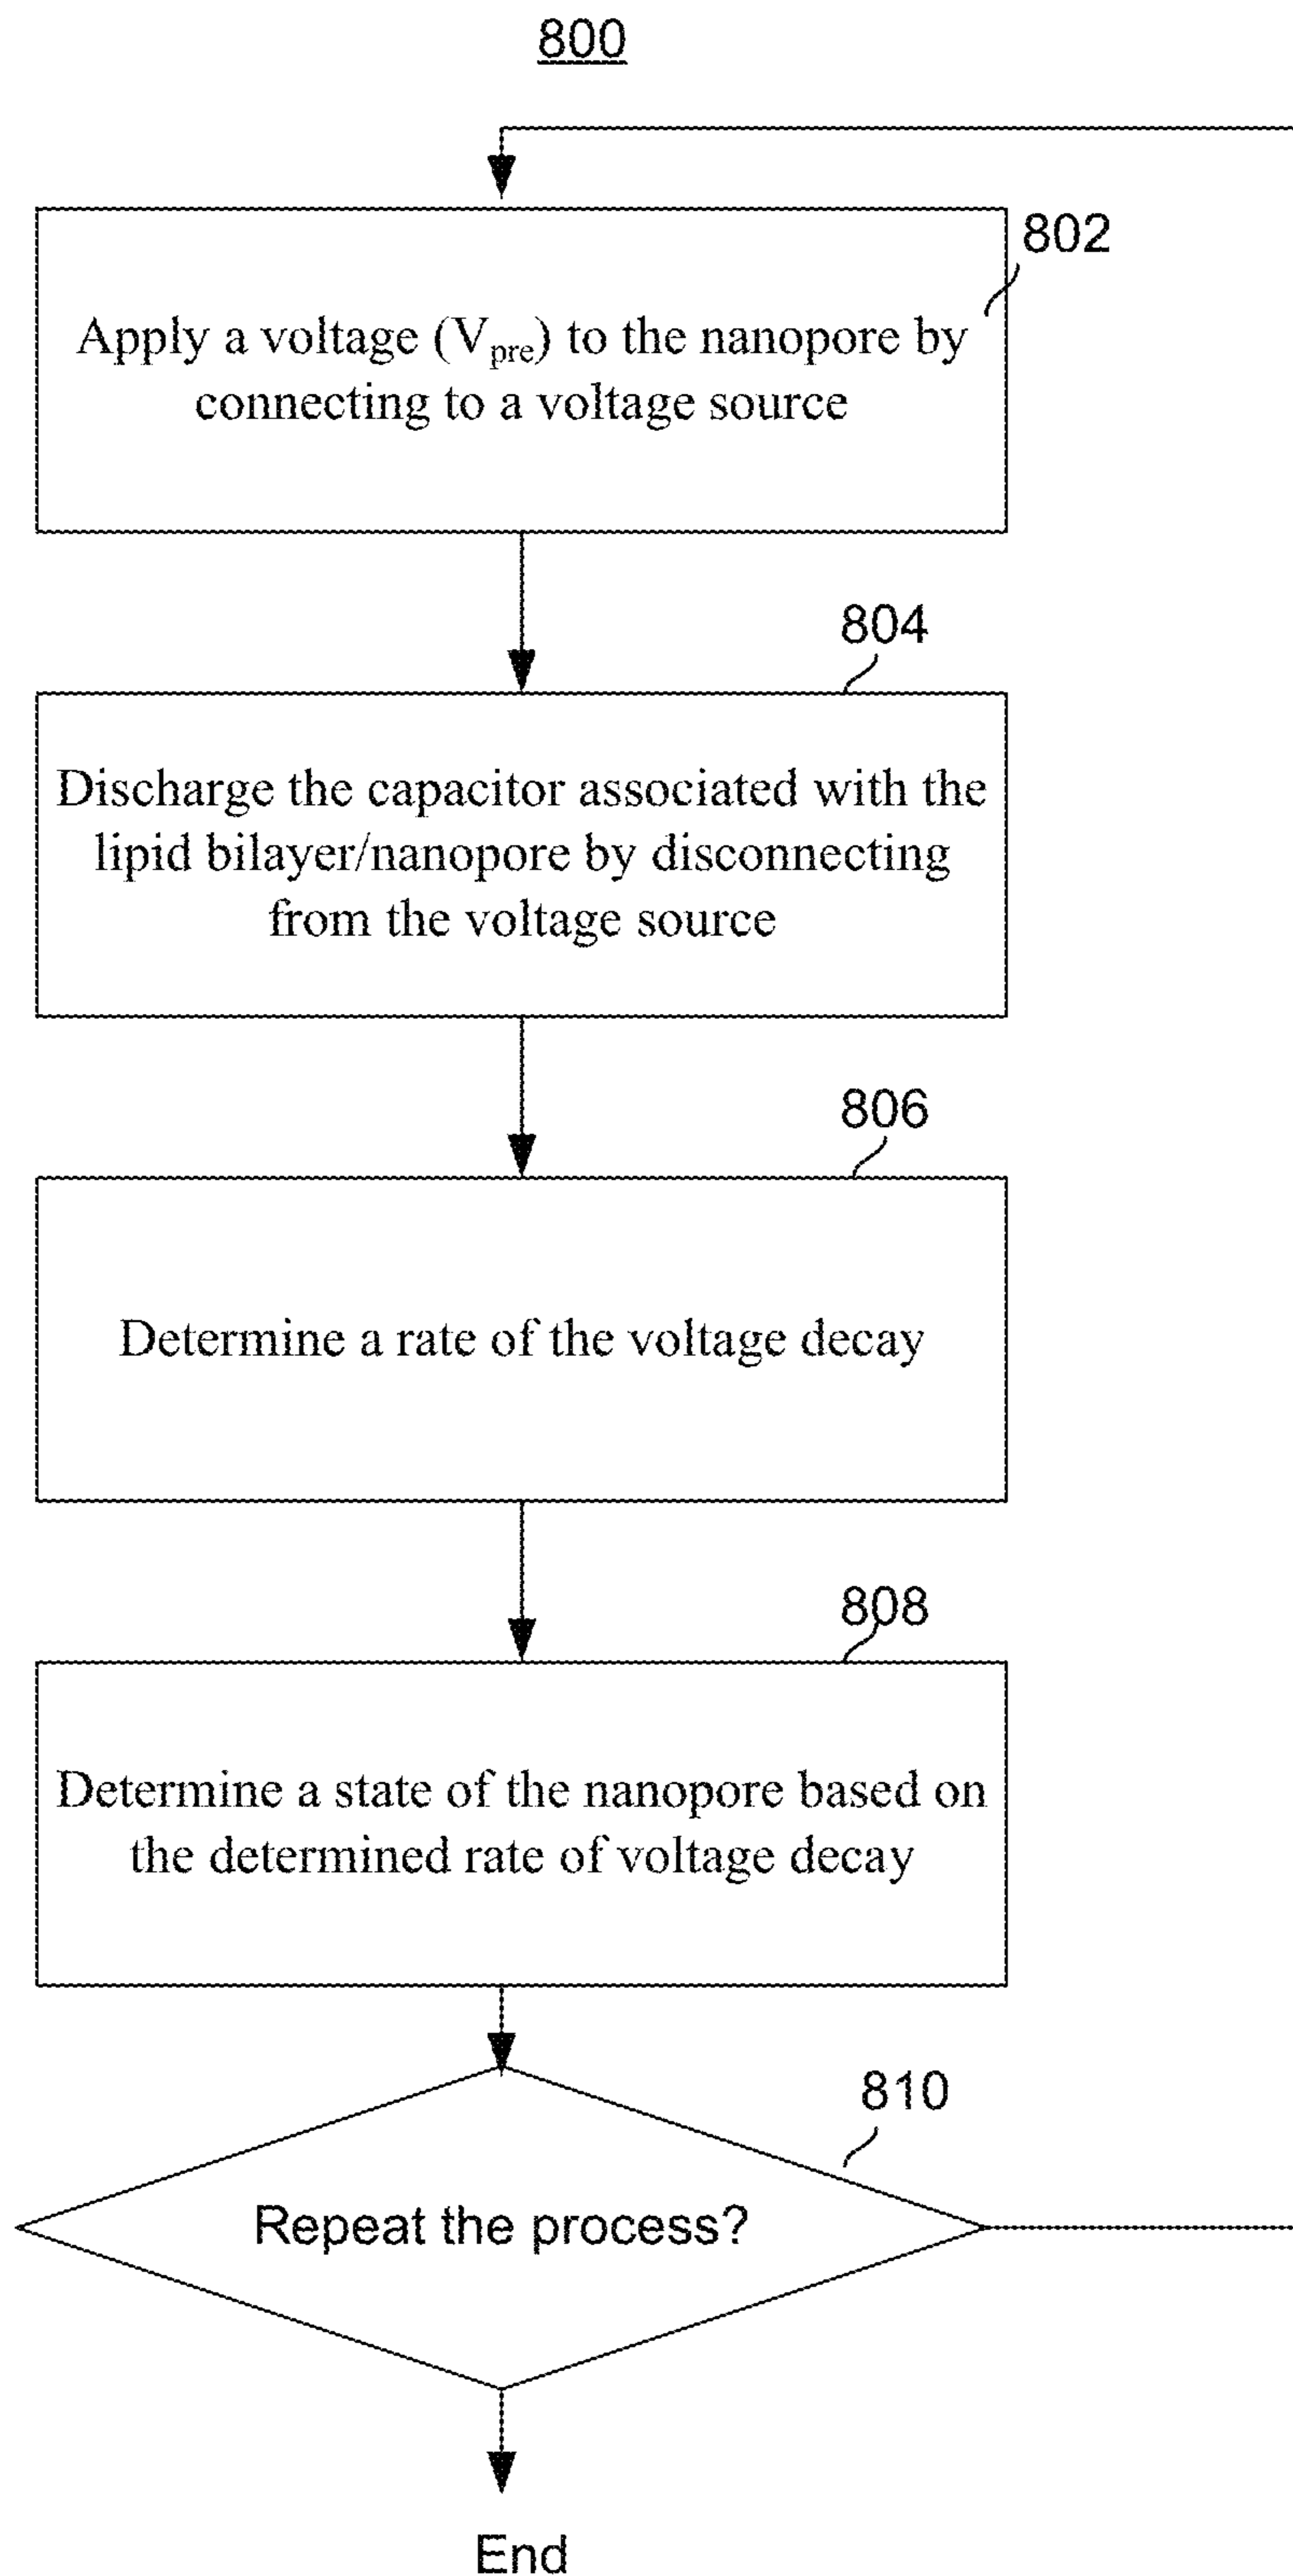 800
802
Apply a voltage (Vpre) to the nanopore by
connecting to a voltage source
804
Discharge the capacitor associated with the
lipid bilayer/nanopore by disconnecting
from the voltage source
806
Determine a rate of the voltage decay
808
Determine a state of the nanopore based on
the determined rate of voltage decay
810
Repeat the process?
End